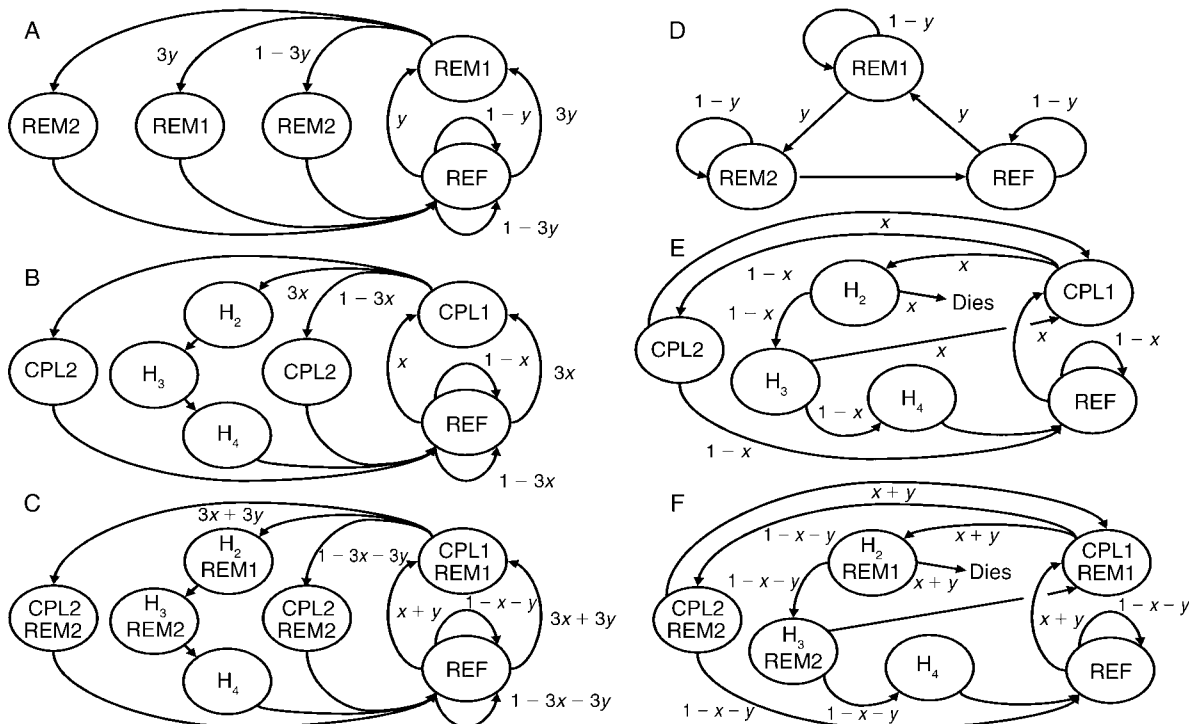 A
3y
1 − 3y
REM1
REM2
REM1
REM2
y
1 − y
3y
REF
1 − 3y
B
3x
1 − 3x
CPL1
H2
CPL2
H3
CPL2
x
1 − x
3x
H4
REF
1 − 3x
C
3x + 3y
1 − 3x − 3y
CPL1
REM1
H2
REM1
CPL2
REM2
H3
REM2
CPL2
REM2
x + y
1 − x − y
3x + 3y
H4
REF
1 − 3x − 3y
D
1 − y
REM1
1 − y
y
y
1 − y
REM2
REF
E
x
1 − x
x
H2
x
Dies
CPL1
1 − x
CPL2
x
x
1 − x
H3
1 − x
H4
REF
1 − x
F
x + y
1 − x − y
x + y
H2
REM1
x + y
Dies
CPL1
REM1
1 − x − y
CPL2
REM2
H3
REM2
x + y
1 − x − y
H4
REF
1 − x − y
1 − x − y